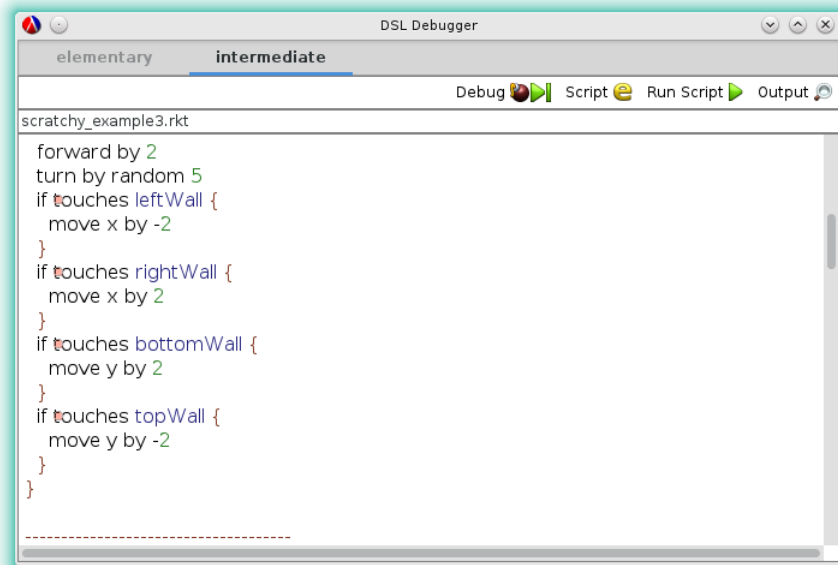 DSL Debugger
elementary intermediate
Debug Script Run Script Output
scratchy_example3.rkt
forward by 2
turn by random 5
if touches leftWall {
move x by -2
}
if touches rightWall {
move x by 2
}
if touches bottomWall {
move y by 2
}
if touches topWall {
move y by -2
}
}
-------------------------------------